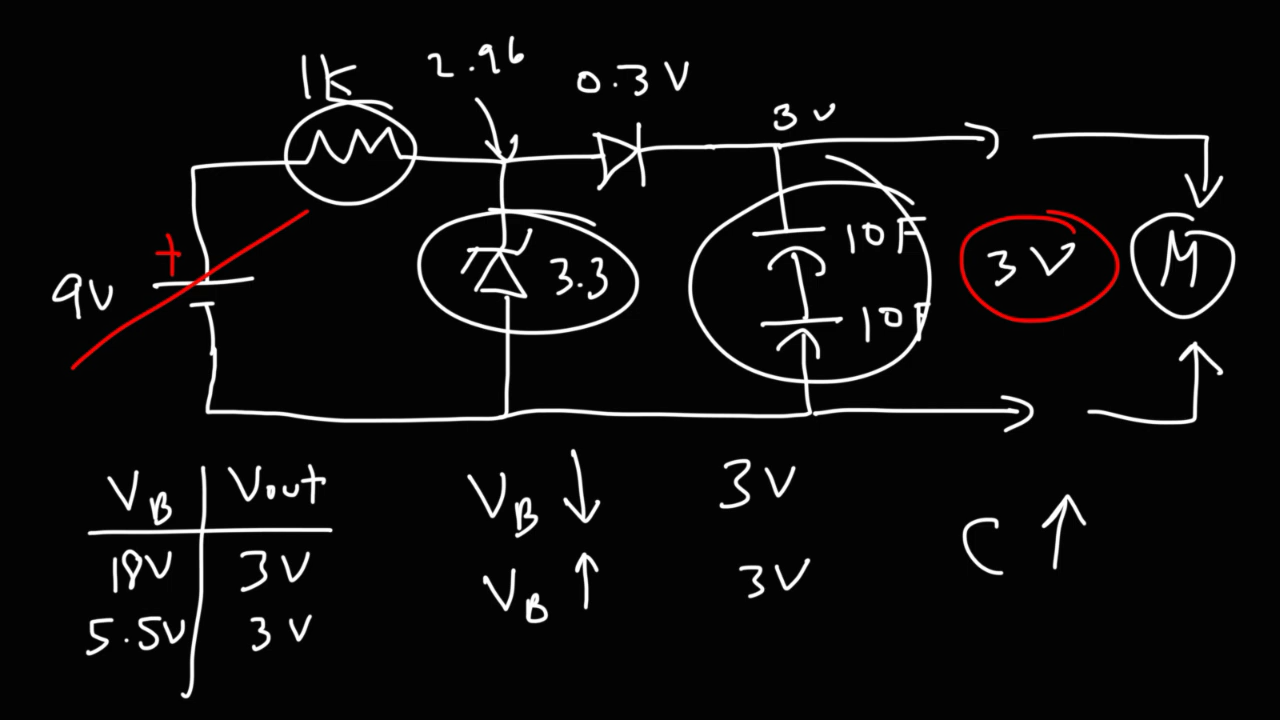 1K
2.96
0.3V
3v
+
9v
3.3
10F
10F
3V
M
VB Vout
18V 3V
5.5V 3V
VB ↓ 3V
VB ↑ 3V
C ↑